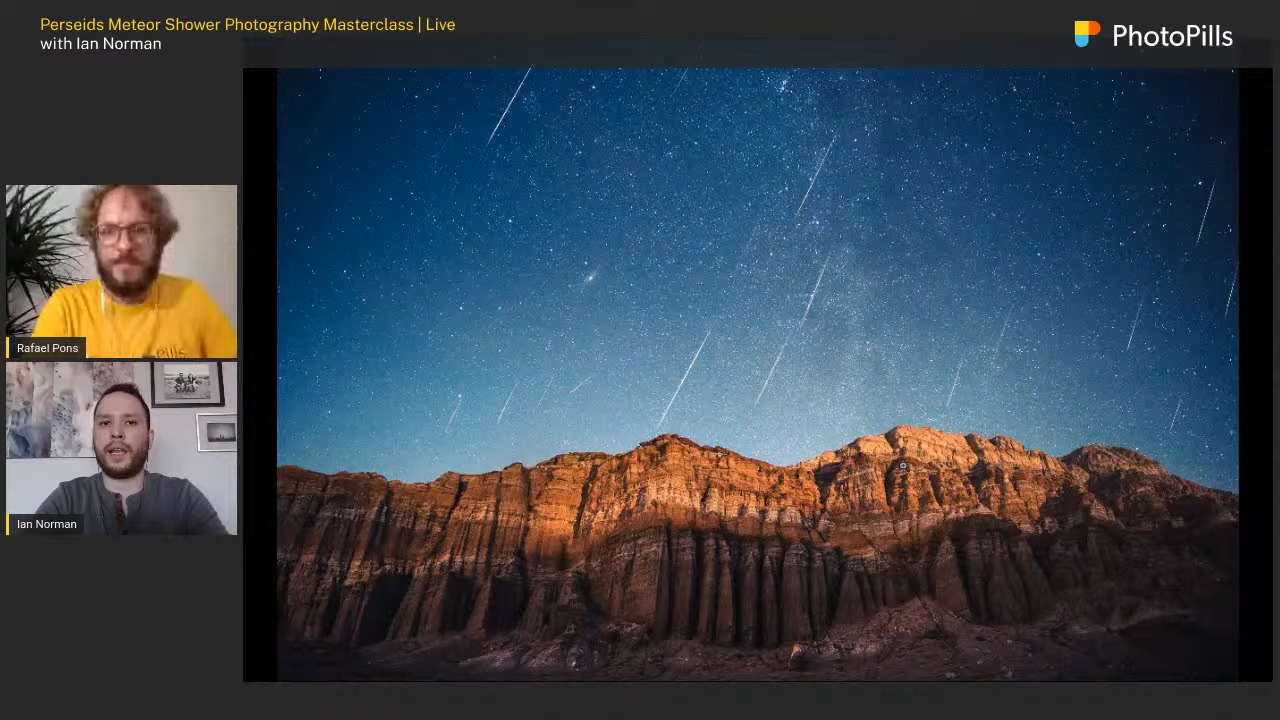 Perseids Meteor Shower Photography Masterclass | Live
with Ian Norman
PhotoPills
Rafael Pons
Ian Norman